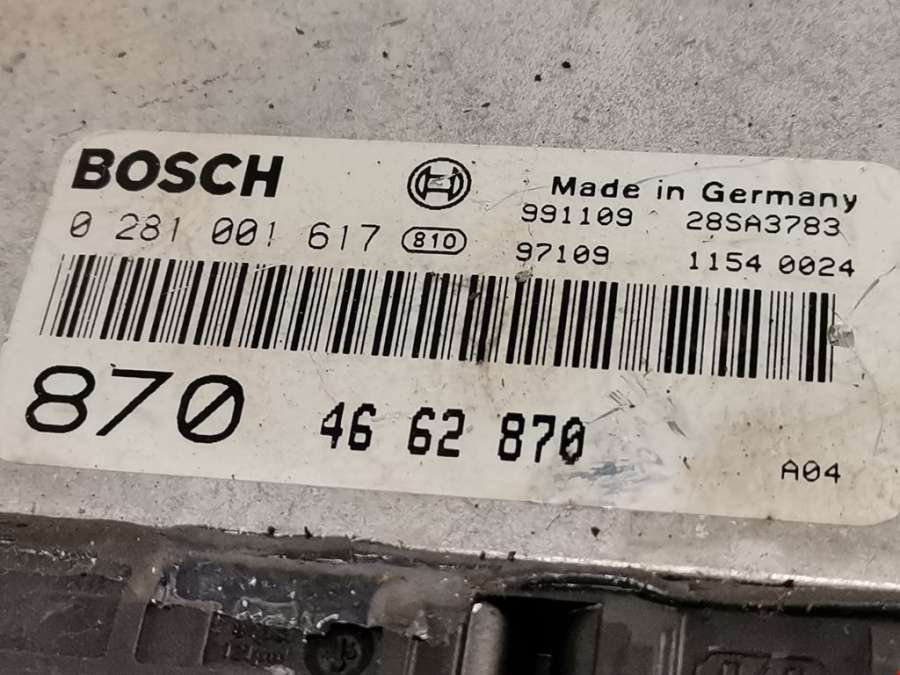 BOSCH
Made in Germany
0 281 001 617 810
991109 28SA3783
97109 1154 0024
870 46 62 870
A04